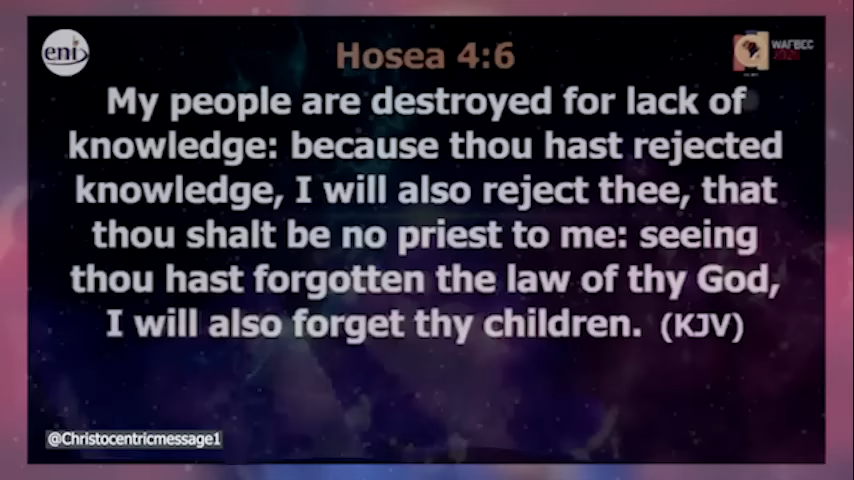 eni
Hosea 4:6
WAFBEC
My people are destroyed for lack of
knowledge: because thou hast rejected
knowledge, I will also reject thee, that
thou shalt be no priest to me: seeing
thou hast forgotten the law of thy God,
I will also forget thy children. (KJV)
@Christocentricmessage1